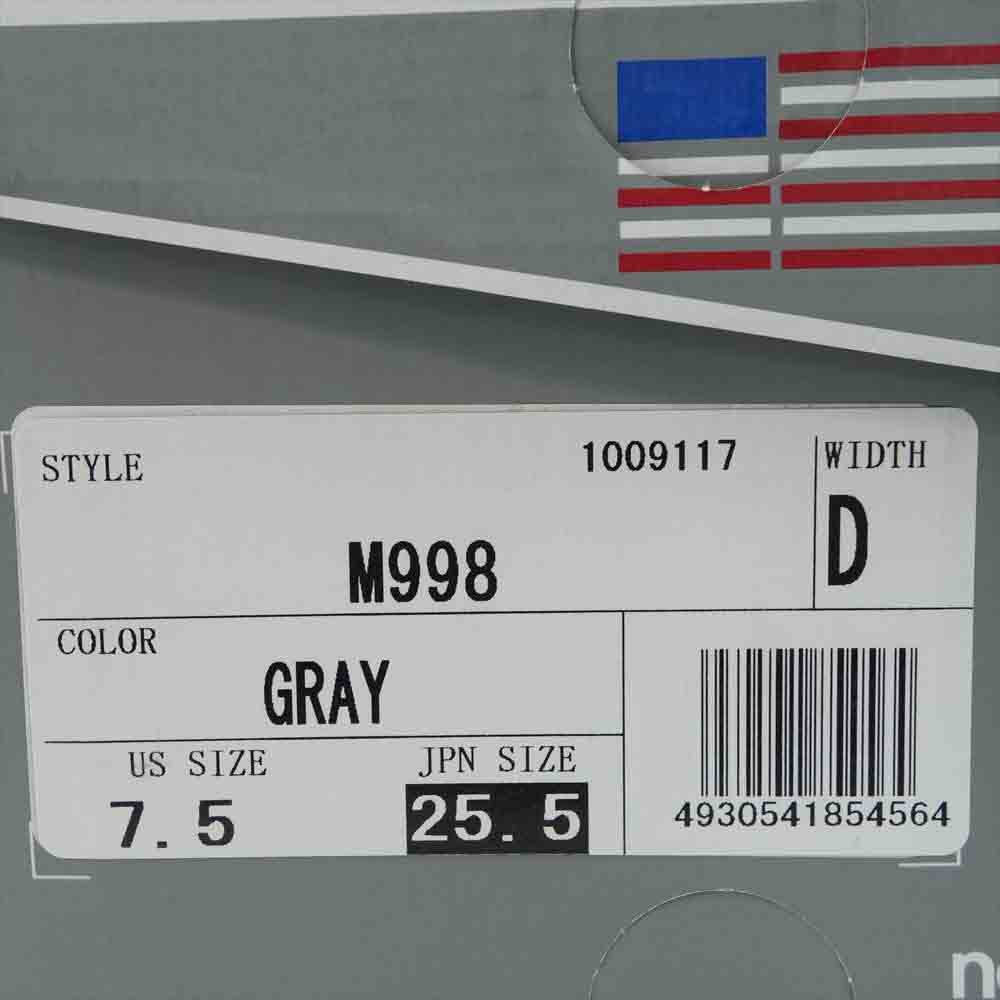 STYLE 1009117 WIDTH
M998 D
COLOR
GRAY
US SIZE JPN SIZE
7.5 25.5
4930541854564